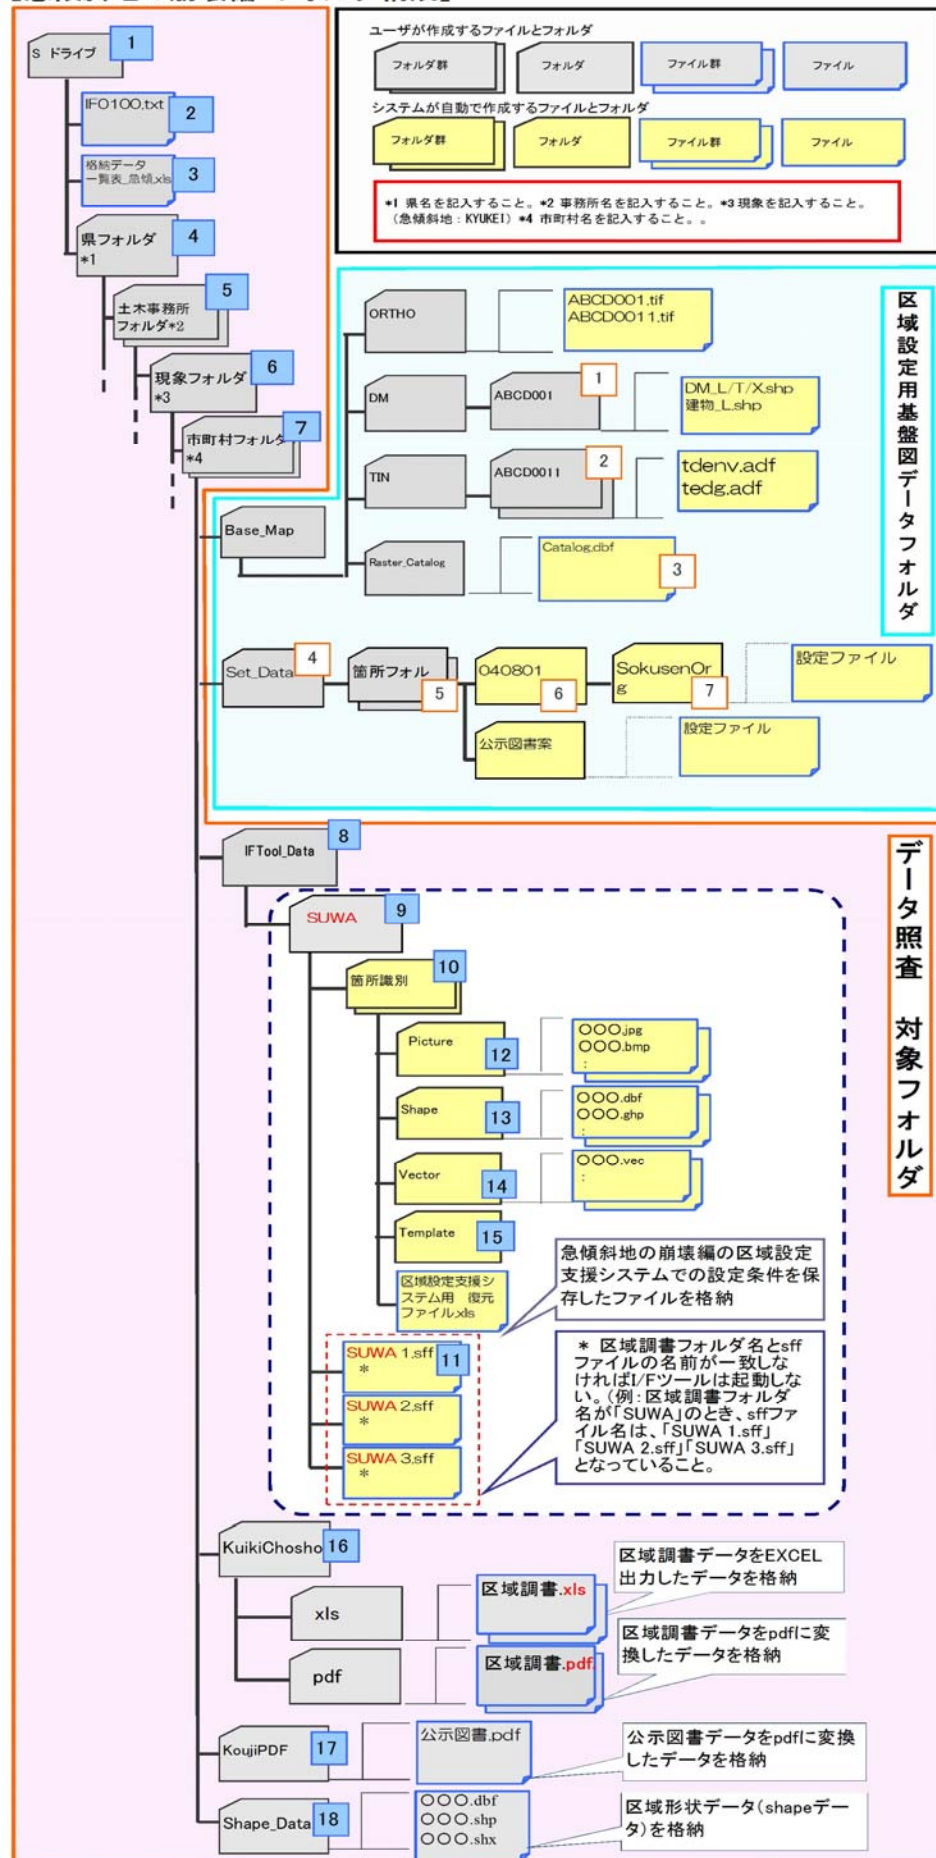 ユーザが作成するファイルとフォルダ
フォルダ群
フォルダ
ファイル群
ファイル
システムが自動で作成するファイルとフォルダ
フォルダ群
フォルダ
ファイル群
ファイル
*1 県名を記入すること。*2 事務所名を記入すること。*3 現象を記入すること。
（急傾斜地：KYUKEI）*4 市町村名を記入すること。。
S ドライブ
1
IF0100.txt
2
格納データ
一覧表_急傾.xls
3
県フォルダ
*1
4
土木事務所
フォルダ*2
5
現象フォルダ
*3
6
市町村フォルダ
*4
7
区域設定用基盤図データフォルダ
Base_Map
ORTHO
ABCD001.tif
ABCD0011.tif
DM
ABCD001
1
DM_L/T/X.shp
建物_L.shp
TIN
ABCD0011
2
tdenv.adf
tedg.adf
Raster_Catalog
Catalog.dbf
3
Set_Data
4
箇所フォル
5
040801
6
SokusenOr
g
7
設定ファイル
公示図書案
設定ファイル
データ照査 対象フォルダ
IFTool_Data
8
SUWA
9
箇所識別
10
Picture
12
〇〇〇.jpg
〇〇〇.bmp
:
Shape
13
〇〇〇.dbf
〇〇〇.ghp
:
Vector
14
〇〇〇.vec
:
Template
15
区域設定支援シ
ステム用 復元
ファイル.xls
急傾斜地の崩壊編の区域設定
支援システムでの設定条件を保
存したファイルを格納
SUWA 1.sff
*
11
SUWA 2.sff
*
SUWA 3.sff
*
* 区域調書フォルダ名とsff
ファイルの名前が一致しな
ければI/Fツールは起動しな
い。（例：区域調書フォルダ
名が「SUWA」のとき、sffファ
イル名は、「SUWA 1.sff」
「SUWA 2.sff」「SUWA 3.sff」
となっていること。
KuikiChosho
16
xls
区域調書.xls
区域調書データをEXCEL
出力したデータを格納
pdf
区域調書.pdf.
区域調書データをpdfに変
換したデータを格納
KoujiPDF
17
公示図書.pdf
公示図書データをpdfに変換
したデータを格納
Shape_Data
18
〇〇〇.dbf
〇〇〇.shp
〇〇〇.shx
区域形状データ（shapeデー
タ）を格納